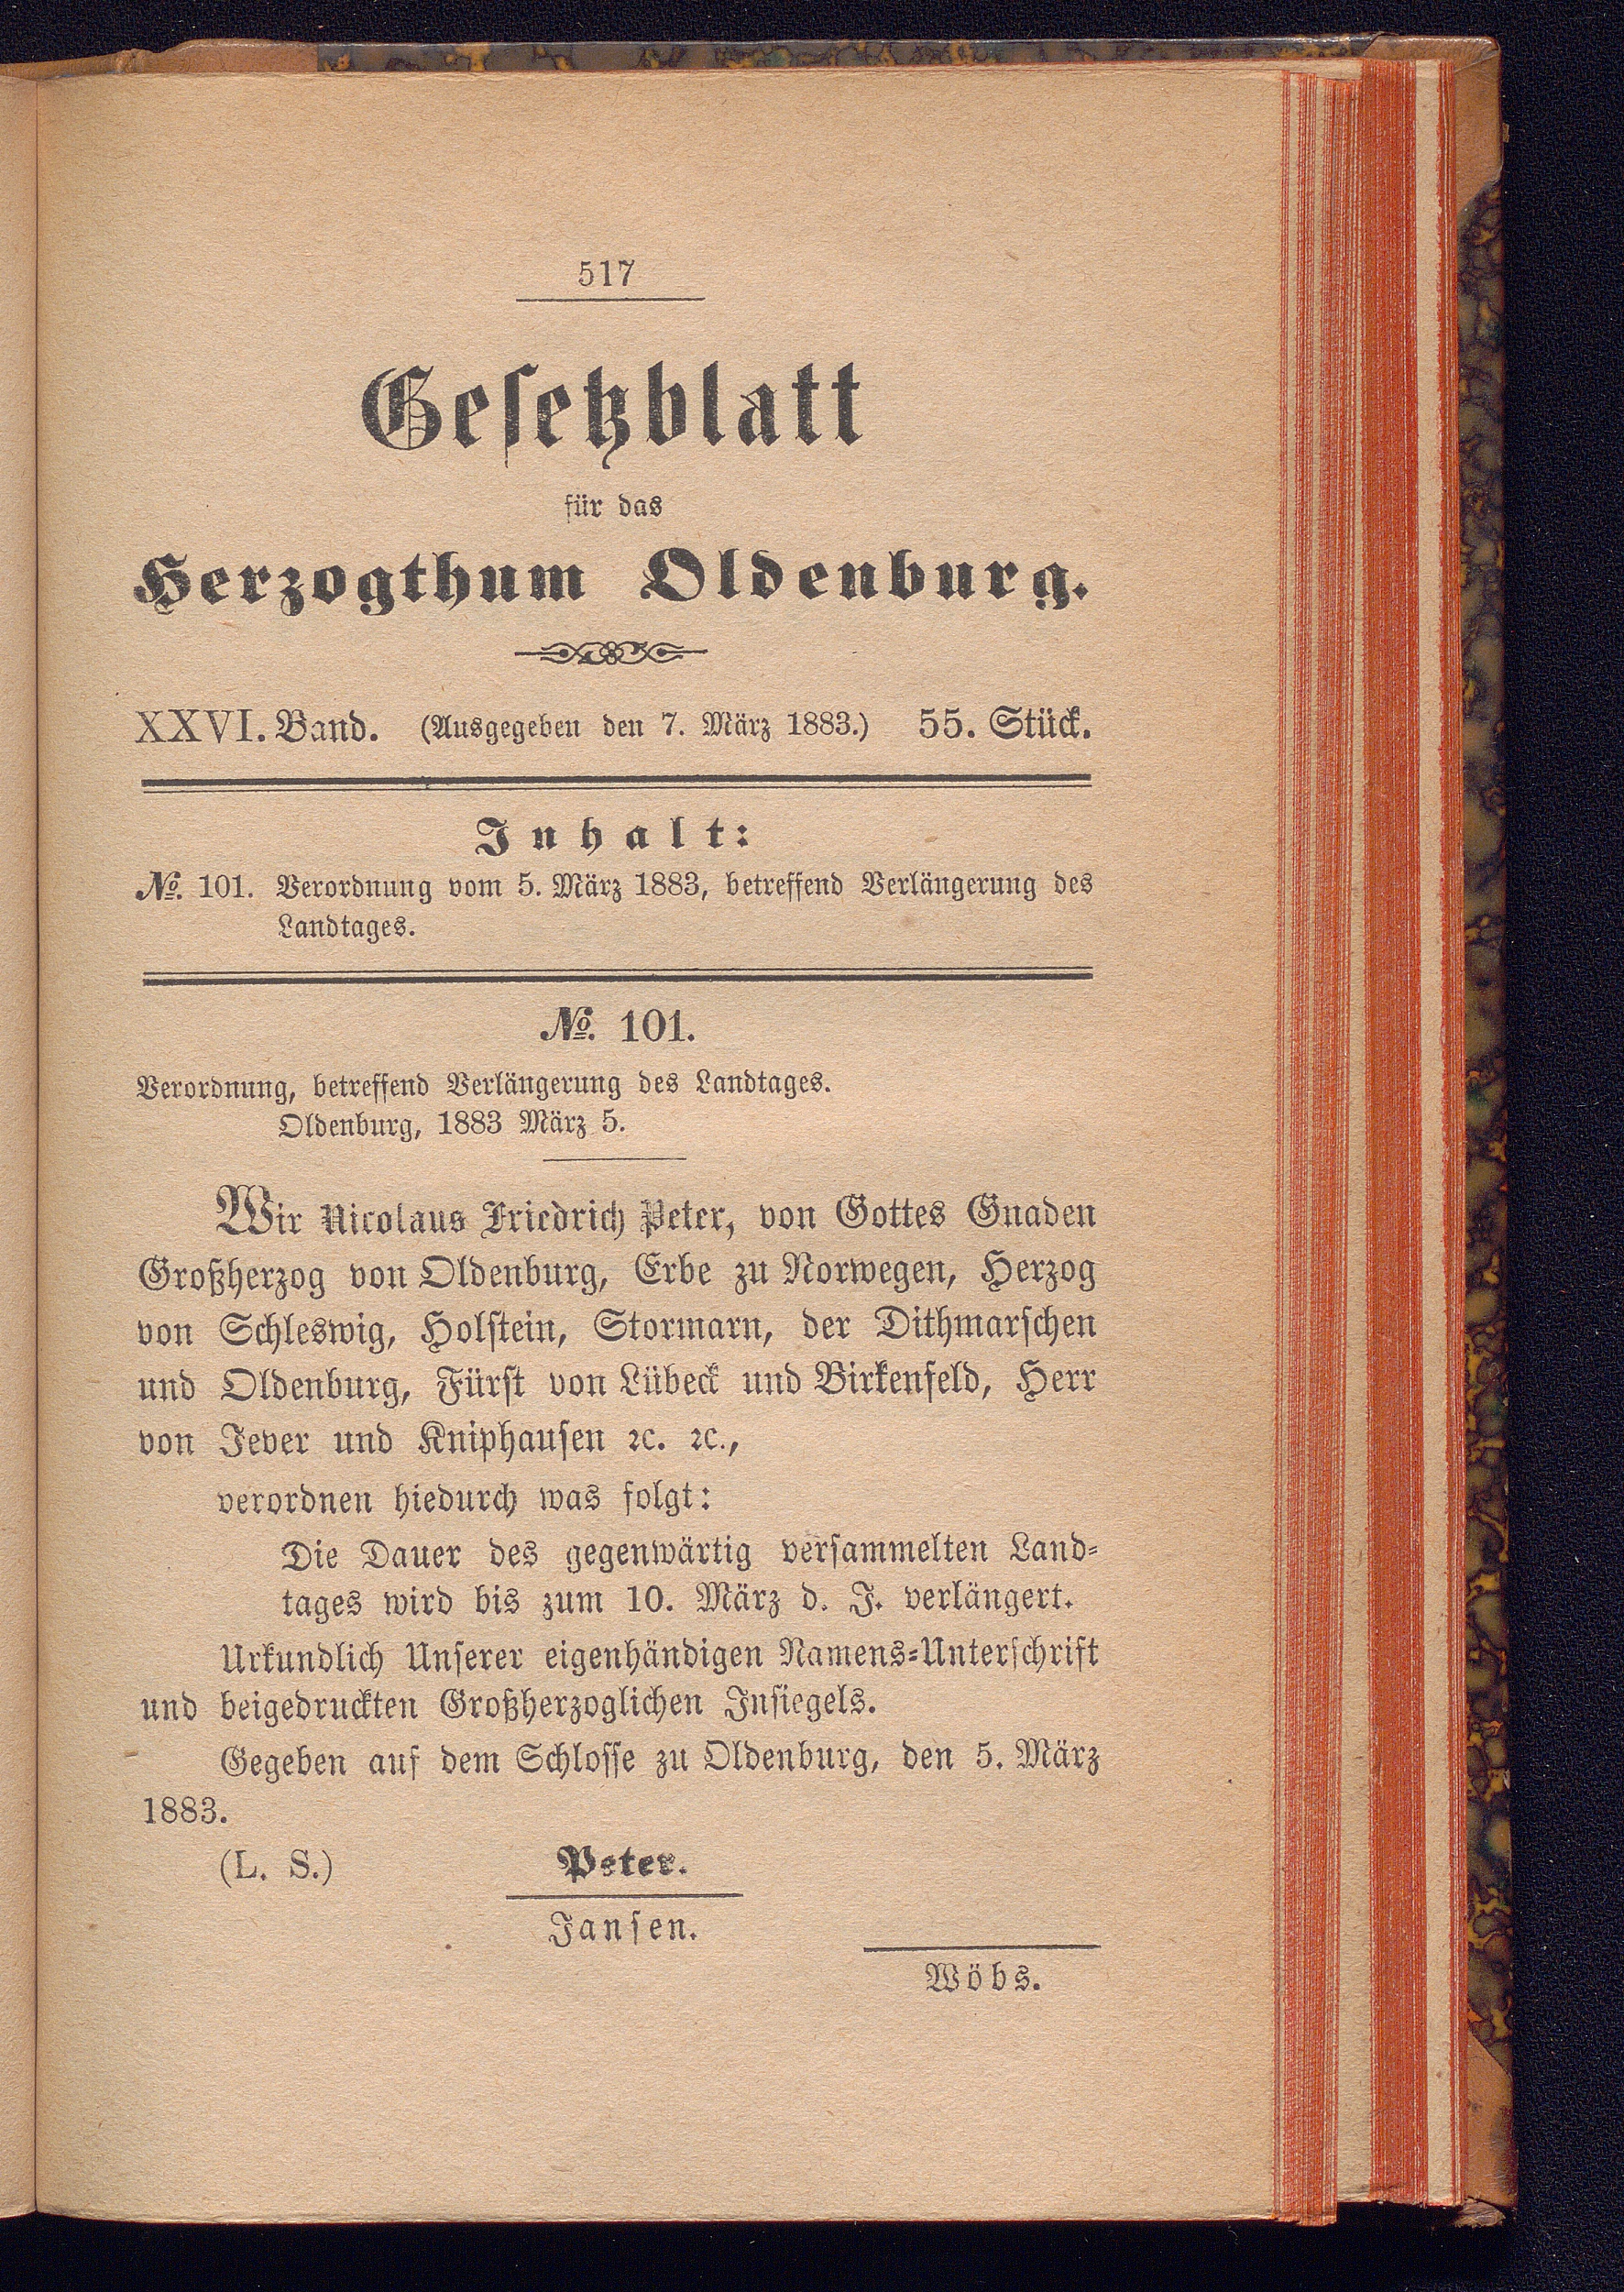 517
Gesetzblatt
für das
Herzogthum Oldenburg.
XXVI. Band. (Ausgegeben den 7. März 1883.) 55. Stück.
Inhalt:
№. 101. Verordnung vom 5. März 1883, betreffend Verlängerung des
Landtages.
№. 101.
Verordnung, betreffend Verlängerung des Landtages.
Oldenburg, 1883 März 5.
Wir Nicolaus Friedrich Peter, von Gottes Gnaden
Großherzog von Oldenburg, Erbe zu Norwegen, Herzog
von Schleswig, Holstein, Stormarn, der Dithmarschen
und Oldenburg, Fürst von Lübeck und Birkenfeld, Herr
von Jever und Kniphausen ꝛc. ꝛc.,
verordnen hiedurch was folgt:
Die Dauer des gegenwärtig versammelten Land-
tages wird bis zum 10. März d. J. verlängert.
Urkundlich Unserer eigenhändigen Namens-Unterschrift
und beigedruckten Großherzoglichen Insiegels.
Gegeben auf dem Schlosse zu Oldenburg, den 5. März
1883.
(L. S.) Peter.
Jansen.
Wöbs.